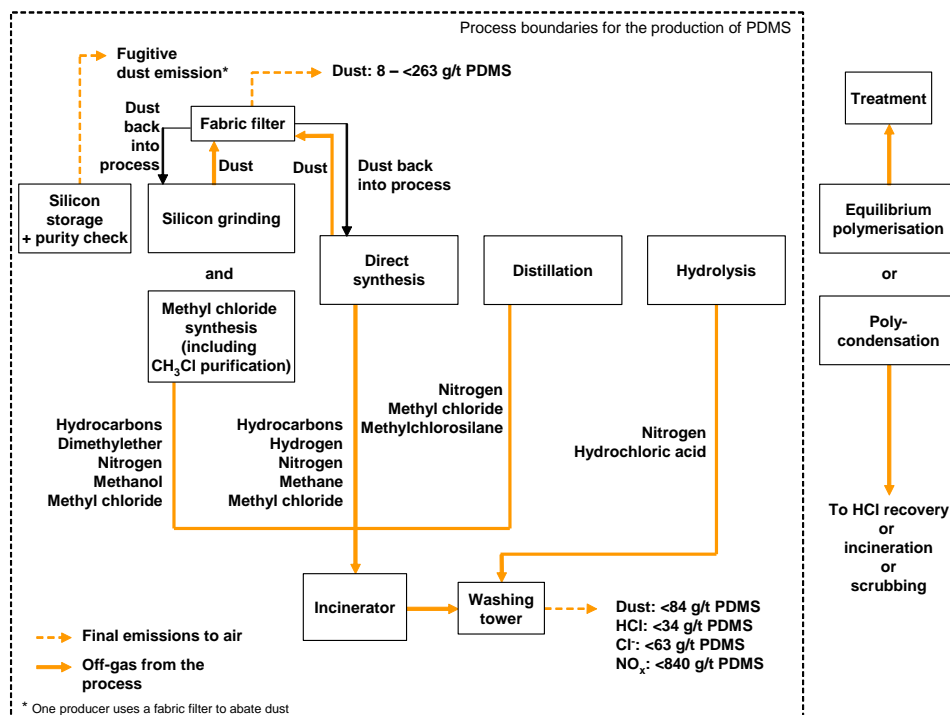 Process boundaries for the production of PDMS
Fugitive
dust emission*
Dust: 8 – <263 g/t PDMS
Dust
back
into
process
Fabric filter
Dust
Dust
Dust back
into process
Treatment
Silicon
storage
+ purity check
Silicon grinding
Equilibrium
polymerisation
and
Direct
synthesis
Distillation
Hydrolysis
or
Methyl chloride
synthesis
(including
CH₃Cl purification)
Poly-
condensation
Nitrogen
Methyl chloride
Methylchlorosilane
Hydrocarbons
Dimethylether
Nitrogen
Methanol
Methyl chloride
Hydrocarbons
Hydrogen
Nitrogen
Methane
Methyl chloride
Nitrogen
Hydrochloric acid
To HCl recovery
or
incineration
or
scrubbing
Incinerator
Washing
tower
Dust: <84 g/t PDMS
HCl: <34 g/t PDMS
Cl⁻: <63 g/t PDMS
NOₓ: <840 g/t PDMS
Final emissions to air
Off-gas from the
process
* One producer uses a fabric filter to abate dust